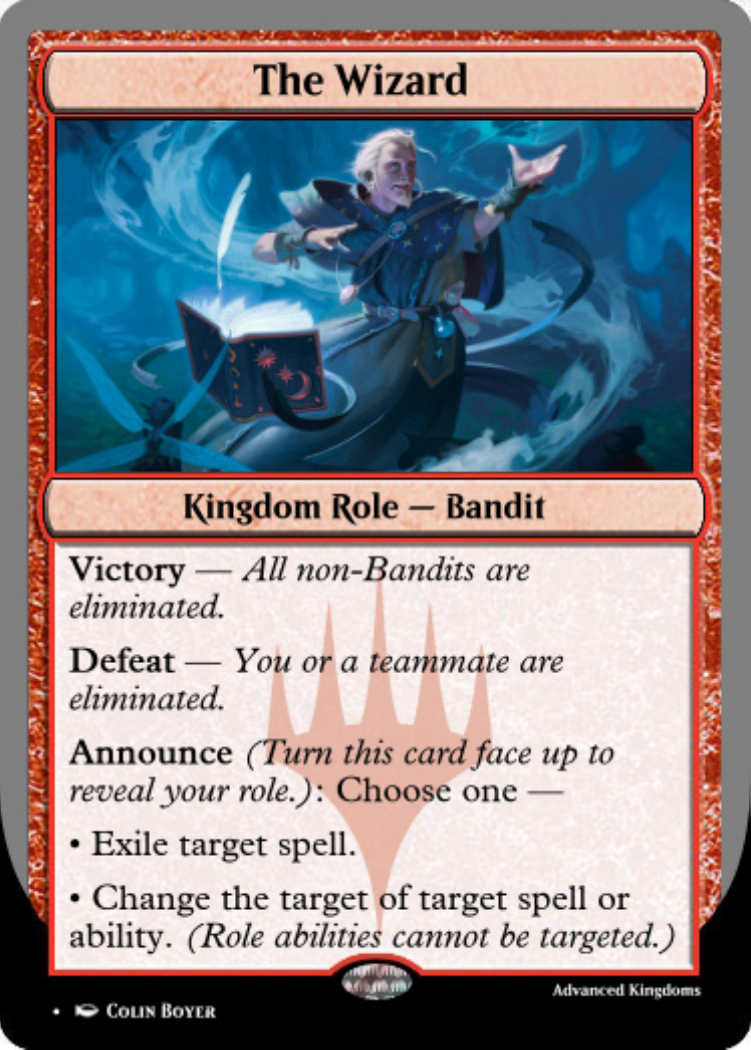 The Wizard
Kingdom Role — Bandit
Victory — All non-Bandits are
eliminated.
Defeat — You or a teammate are
eliminated.
Announce (Turn this card face up to
reveal your role.): Choose one —
• Exile target spell.
• Change the target of target spell or
ability. (Role abilities cannot be targeted.)
Advanced Kingdoms
• Colin Boyer